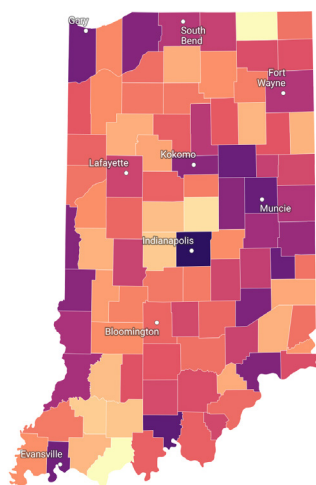 Gary
South
Bend
Fort
Wayne
Kokomo
Lafayette
Muncie
Indianapolis
Bloomington
Evansville